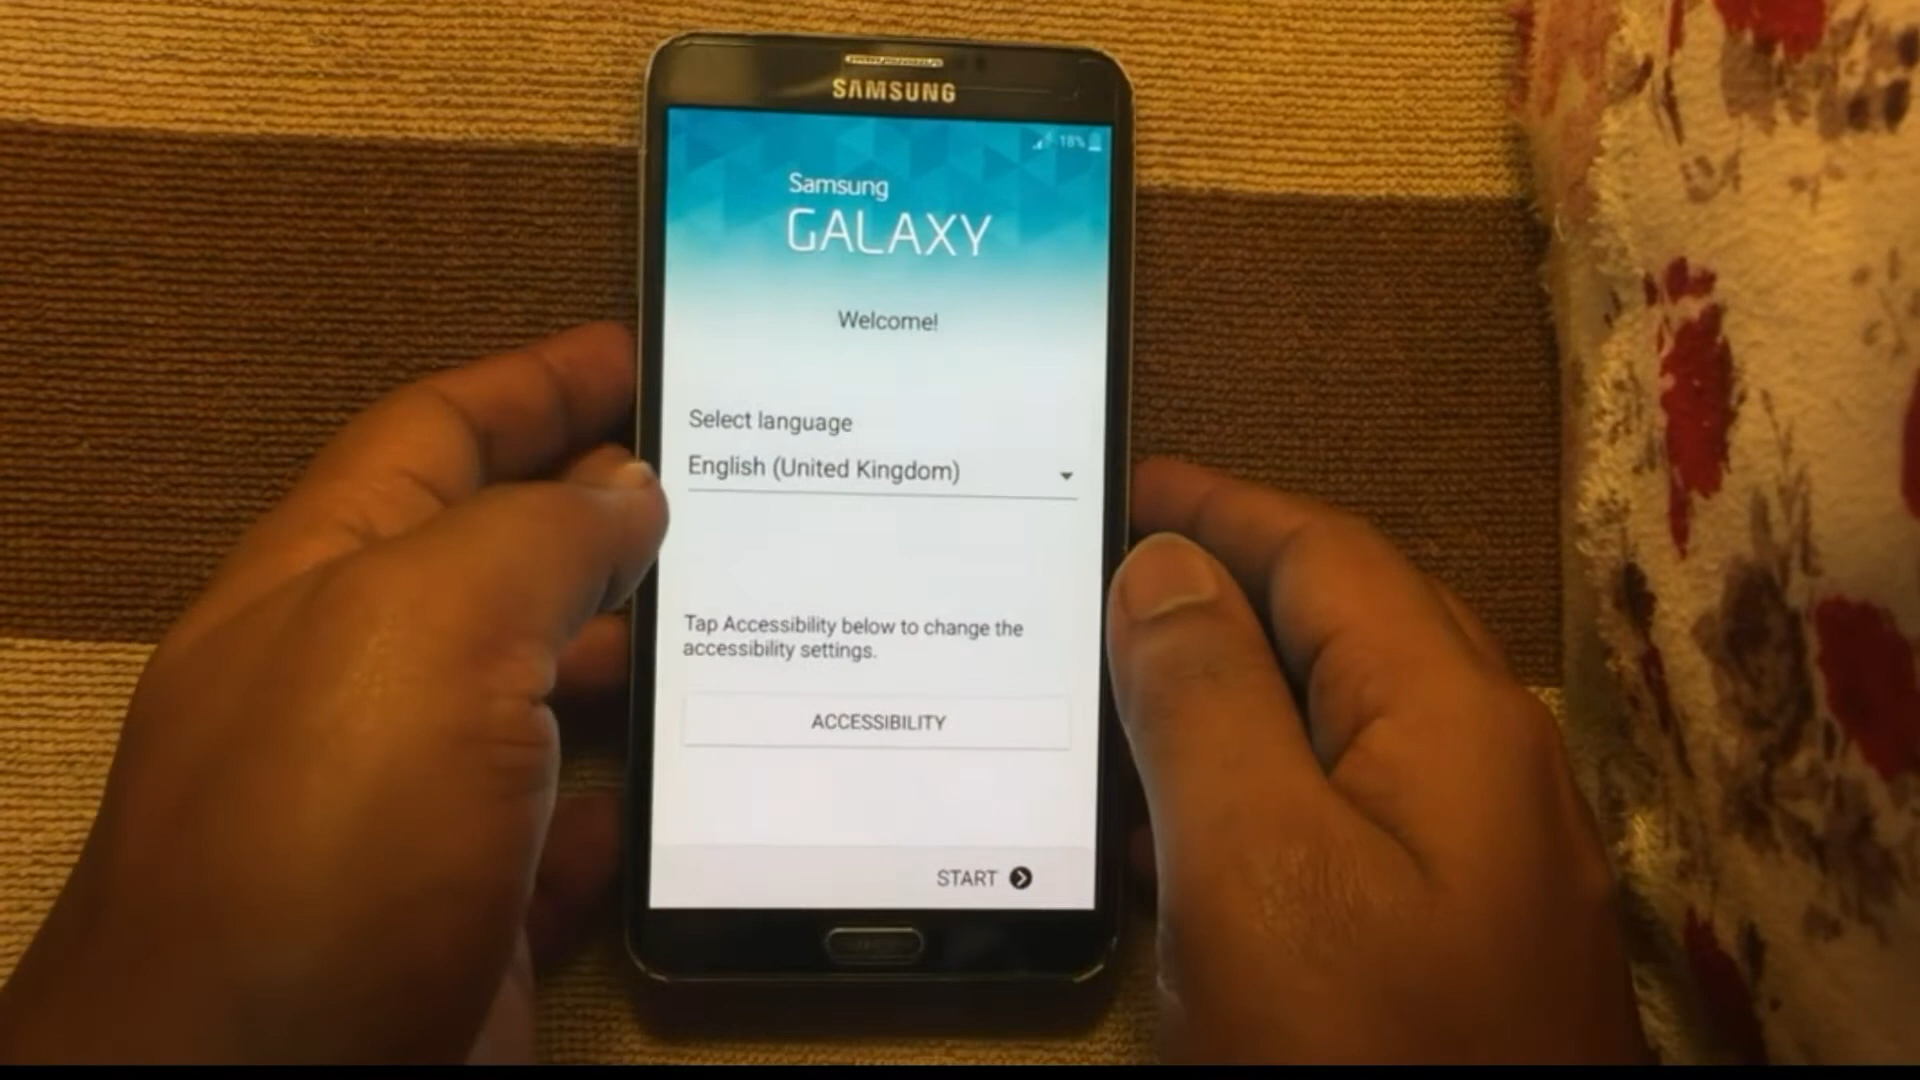 SAMSUNG
18%
Samsung
GALAXY
Welcome!
Select language
English (United Kingdom)
Tap Accessibility below to change the
accessibility settings.
ACCESSIBILITY
START